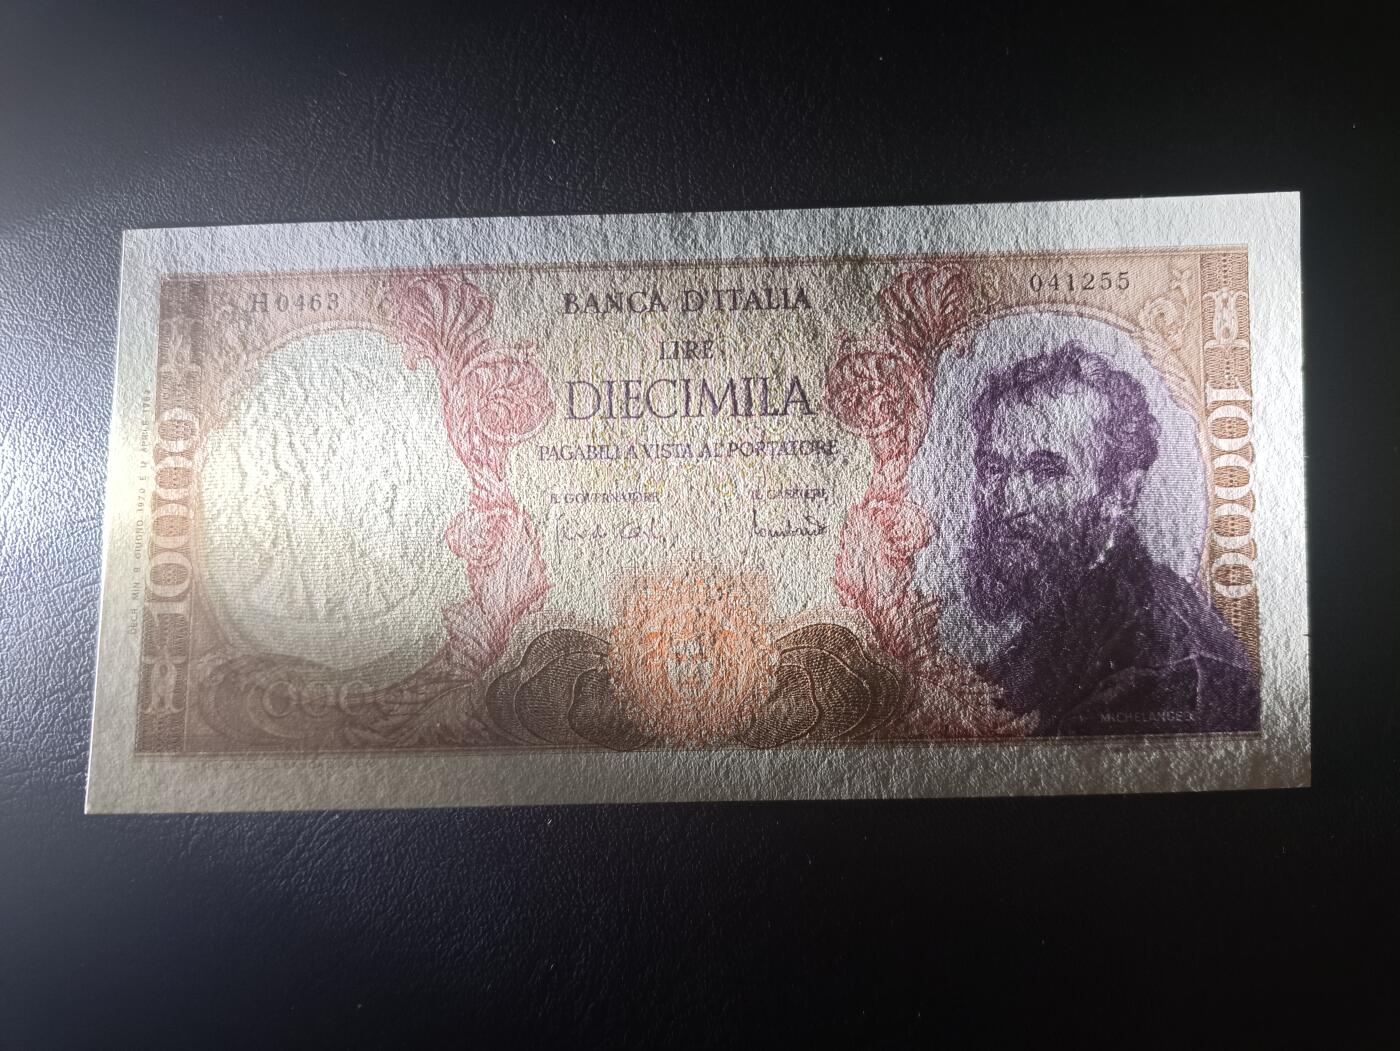 H 0463
041255
BANCA D'ITALIA
LIRE
DIECIMILA
PAGABILI A VISTA AL PORTATORE
IL GOVERNATORE
IL CASSIERE
10000
10000
MICHELANGELO